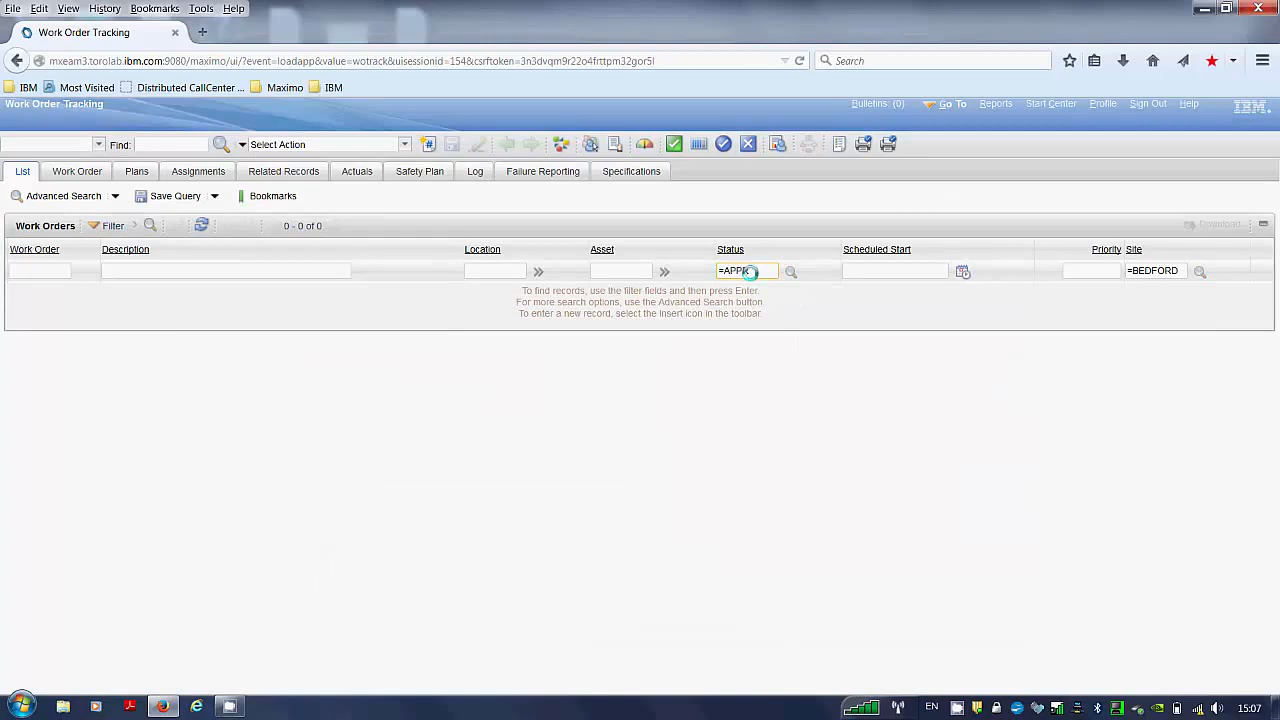 File Edit View History Bookmarks Tools Help
Work Order Tracking
mxeam3.torolab.ibm.com:9080/maximo/ui/?event=loadapp&value=wotrack&uisessionid=154&csrftoken=3n3dvqm9r22o4frttpm32gor5l
Search
IBM Most Visited Distributed CallCenter ... Maximo IBM
Work Order Tracking Bulletins (0) Go To Reports Start Center Profile Sign Out Help IBM.
Find: Select Action
List Work Order Plans Assignments Related Records Actuals Safety Plan Log Failure Reporting Specifications
Advanced Search Save Query Bookmarks
Work Orders Filter 0 - 0 of 0 Download
Work Order Description Location Asset Status Scheduled Start Priority Site
=APPR =BEDFORD
To find records, use the filter fields and then press Enter.
For more search options, use the Advanced Search button.
To enter a new record, select the Insert icon in the toolbar.
EN 15:07